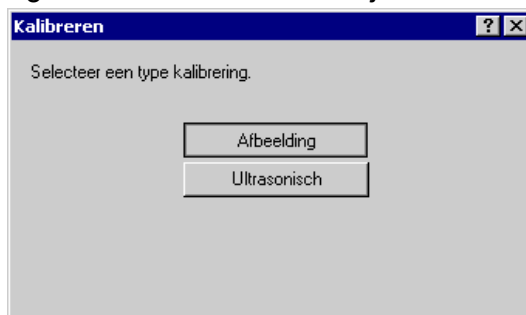 Kalibreren
Selecteer een type kalibrering.
Afbeelding
Ultrasonisch